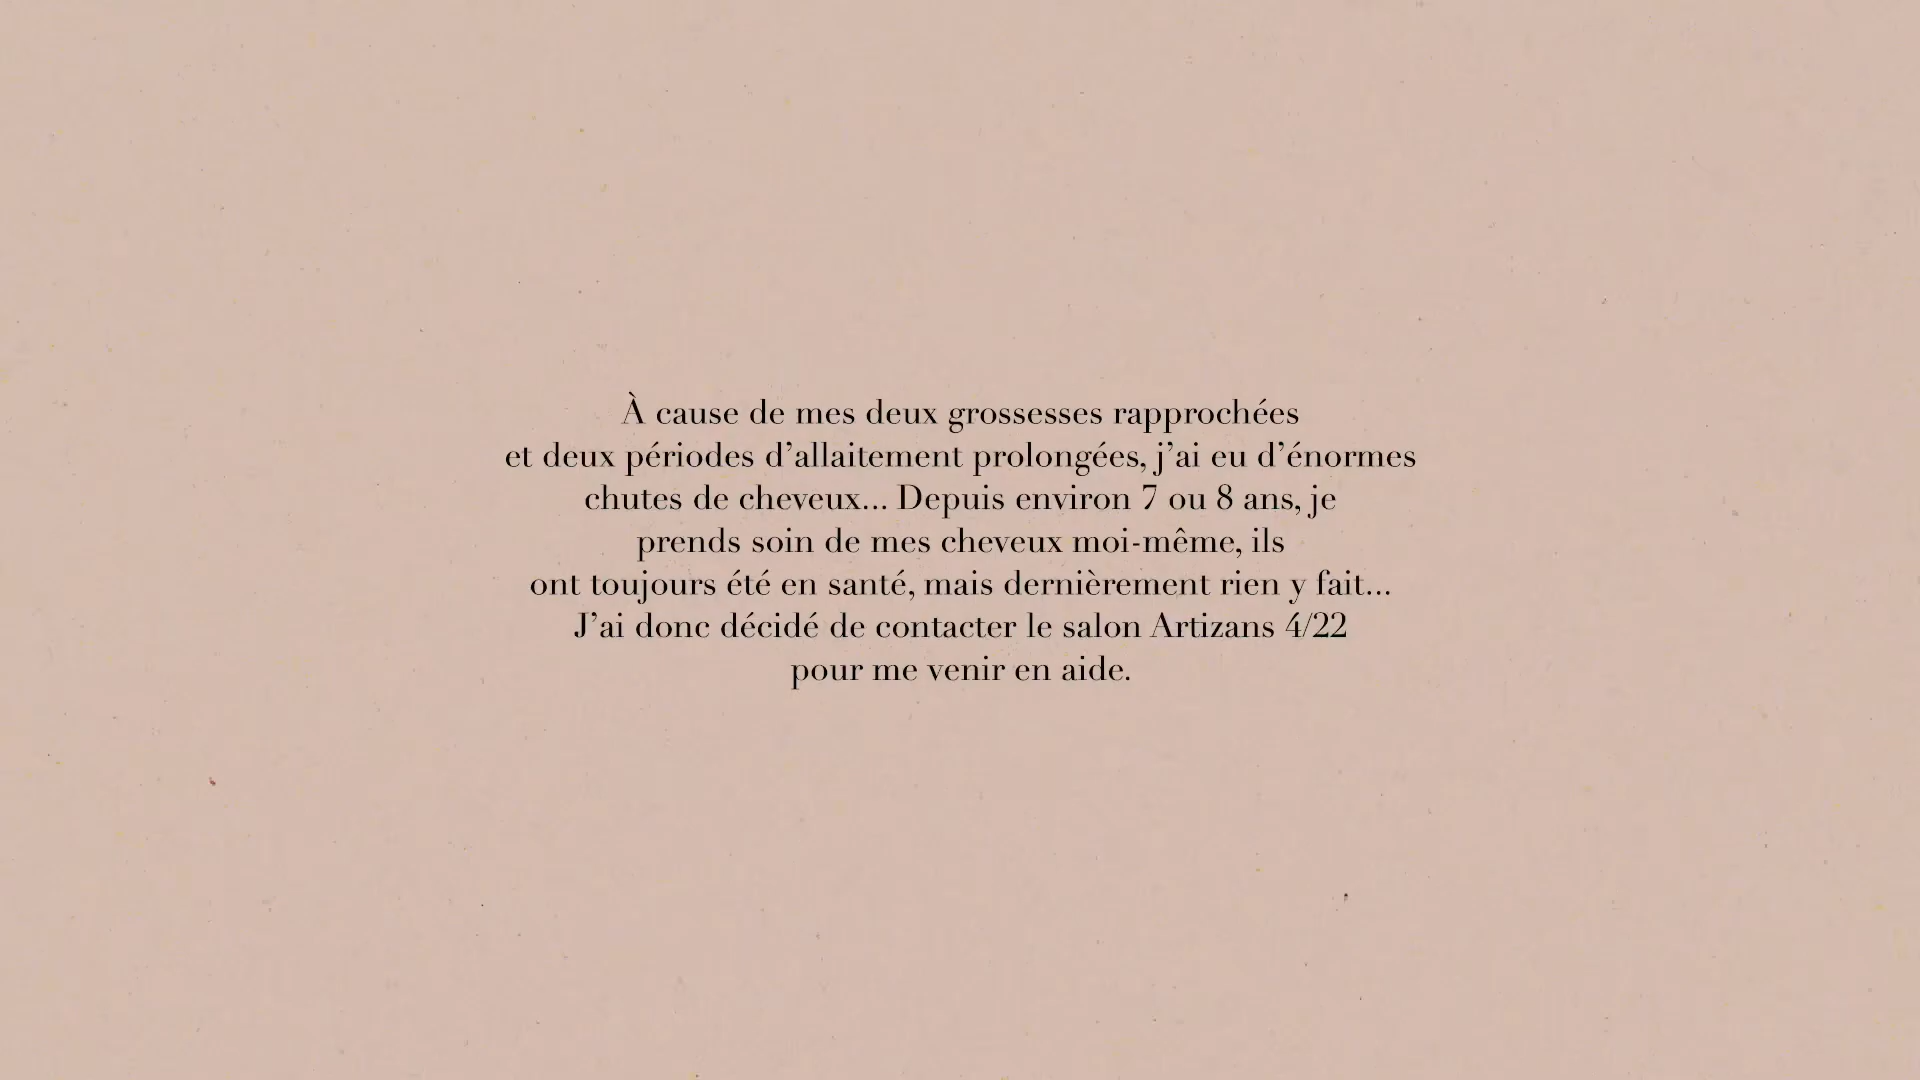 À cause de mes deux grossesses rapprochées
et deux périodes d’allaitement prolongées, j’ai eu d’énormes
chutes de cheveux... Depuis environ 7 ou 8 ans, je
prends soin de mes cheveux moi-même, ils
ont toujours été en santé, mais dernièrement rien y fait...
J’ai donc décidé de contacter le salon Artizans 4/22
pour me venir en aide.